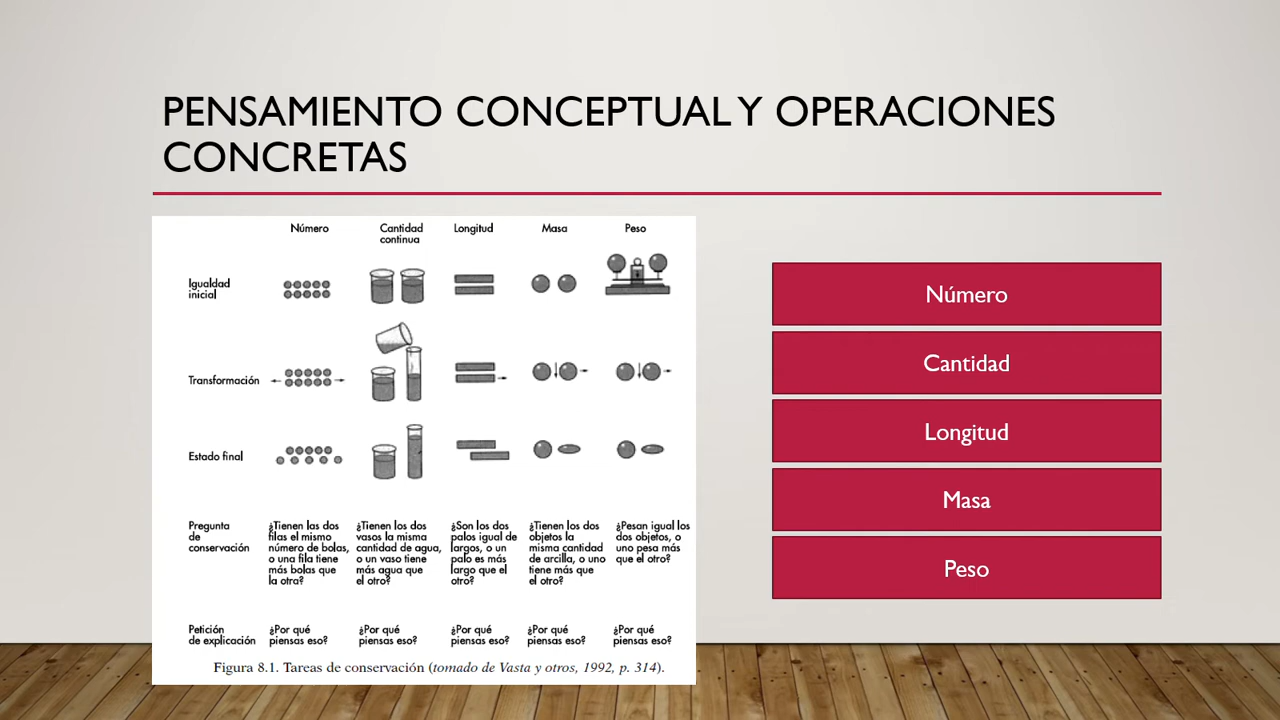 PENSAMIENTO CONCEPTUAL Y OPERACIONES
CONCRETAS
Número
Cantidad
continua
Longitud
Masa
Peso
Igualdad
inicial
Transformación
Estado final
Pregunta
de
conservación
¿Tienen las dos
filas el mismo
número de bolas,
o una fila tiene
más bolas que
la otra?
¿Tienen los dos
vasos la misma
cantidad de agua,
o un vaso tiene
más agua que
el otro?
¿Son los dos
palos igual de
largos, o un
palo es más
largo que el
otro?
¿Tienen los dos
objetos la
misma cantidad
de arcilla, o uno
tiene más que
el otro?
¿Pesan igual los
dos objetos, o
uno pesa más
que el otro?
Petición
de explicación
¿Por qué
piensas eso?
¿Por qué
piensas eso?
¿Por qué
piensas eso?
¿Por qué
piensas eso?
¿Por qué
piensas eso?
Figura 8.1. Tareas de conservación (tomado de Vasta y otros, 1992, p. 314).
Número
Cantidad
Longitud
Masa
Peso